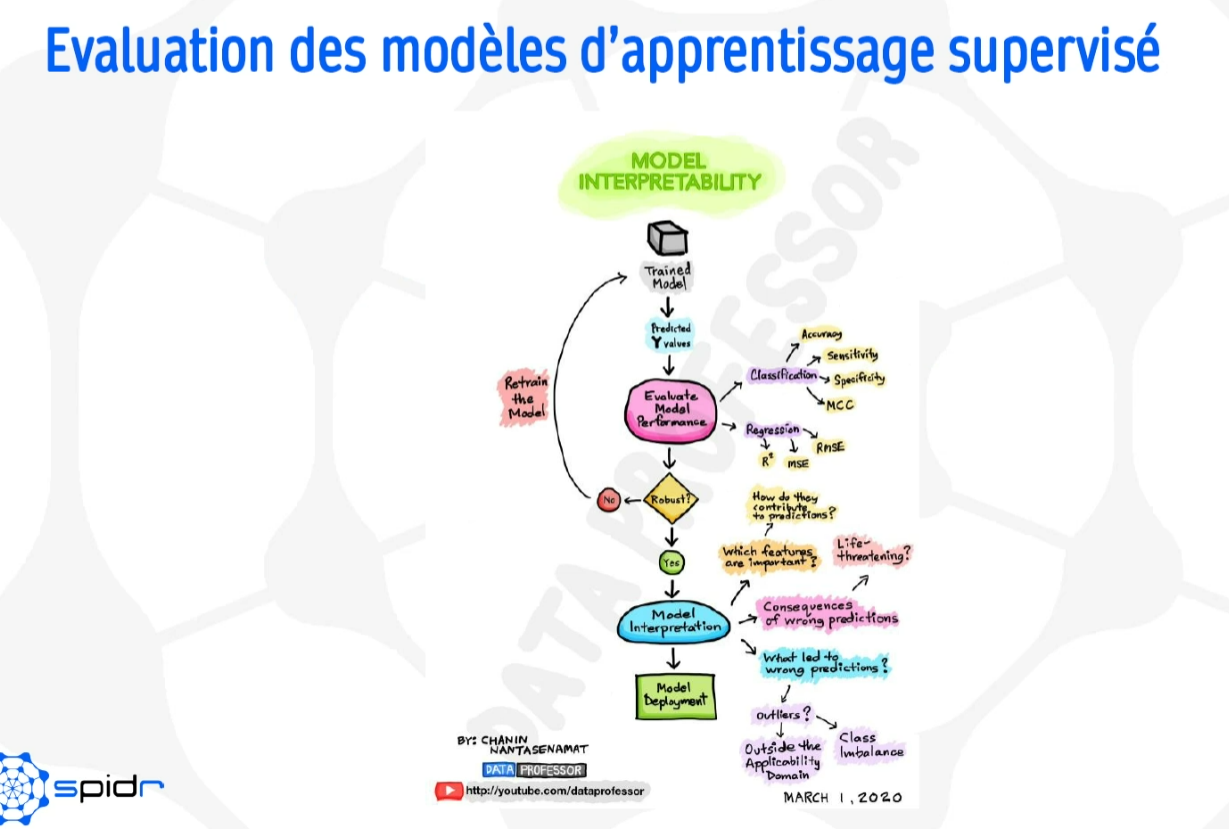 Evaluation des modèles d'apprentissage supervisé
MODEL
INTERPRETABILITY
Trained
Model
Predicted
Y values
Evaluate
Model
Performance
Classification
Accuracy
Sensitivity
Specificity
MCC
Regression
R²
MSE
RMSE
Retrain
the
Model
No
Robust?
Yes
Model
Interpretation
How do they
contribute
to predictions?
Which features
are important?
Life-
threatening?
Consequences
of wrong predictions
What led to
wrong predictions?
Outliers?
Outside the
Applicability
Domain
Class
Imbalance
Model
Deployment
BY: CHANIN
NANTASENAMAT
DATA PROFESSOR
http://youtube.com/dataprofessor
MARCH 1, 2020
DATA PROFESSOR
spidr